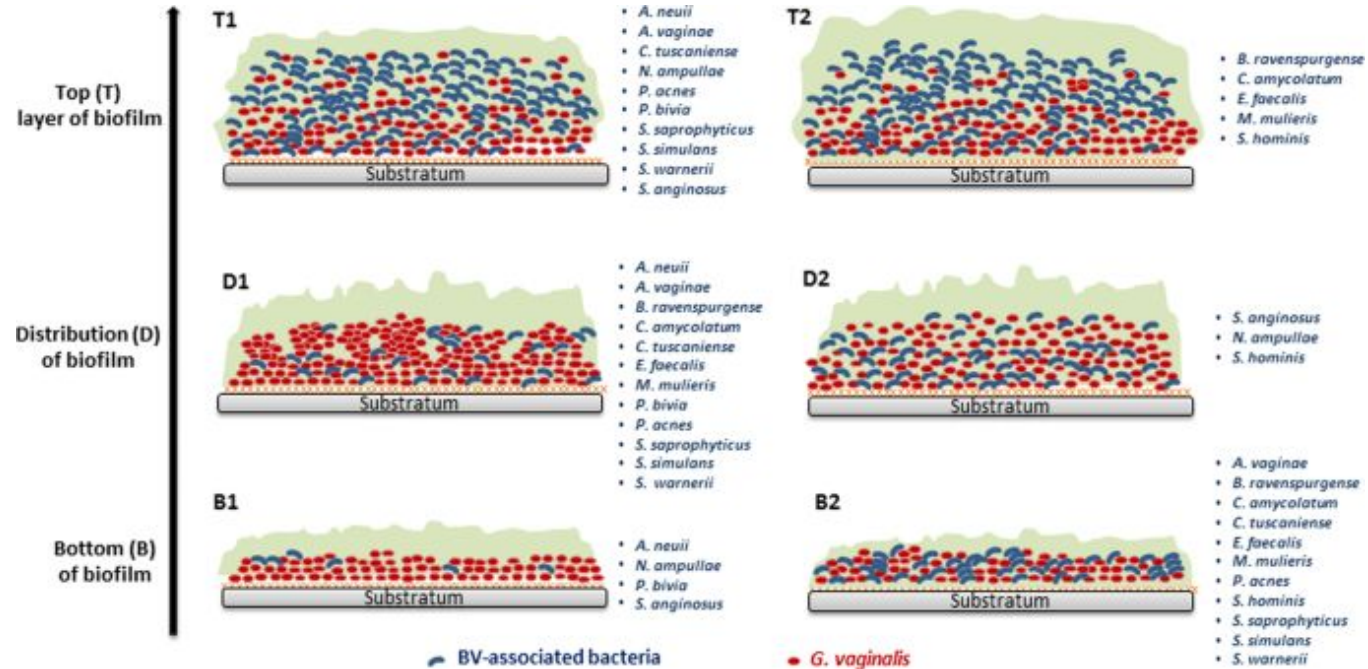 T1
• A. neuii
• A. vaginae
• C. tuscaniense
• N. ampullae
• P. acnes
• P. bivia
• S. saprophyticus
• S. simulans
• S. warnerii
• S. anginosus
T2
• B. ravenspurgense
• C. amycolatum
• E. faecalis
• M. mulieris
• S. hominis
Top (T)
layer of biofilm
Substratum
Substratum
D1
• A. neuii
• A. vaginae
• B. ravenspurgense
• C. amycolatum
• C. tuscaniense
• E. faecalis
• M. mulieris
• P. bivia
• P. acnes
• S. saprophyticus
• S. simulans
• S. warnerii
D2
• S. anginosus
• N. ampullae
• S. hominis
Distribution (D)
of biofilm
Substratum
Substratum
B1
• A. neuii
• N. ampullae
• P. bivia
• S. anginosus
B2
• A. vaginae
• B. ravenspurgense
• C. amycolatum
• C. tuscaniense
• E. faecalis
• M. mulieris
• P. acnes
• S. hominis
• S. saprophyticus
• S. simulans
• S. warnerii
Bottom (B)
of biofilm
Substratum
Substratum
BV-associated bacteria
G. vaginalis